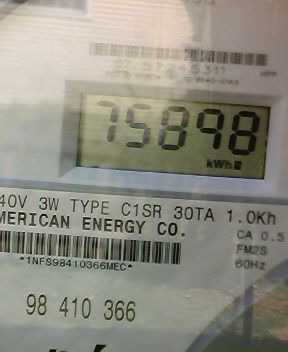 75898
kWh
40V 3W TYPE C1SR 30TA 1.0Kh
MERICAN ENERGY CO.
CA 0.5
FM2S
60Hz
*1NFS98410366MEC*
98 410 366